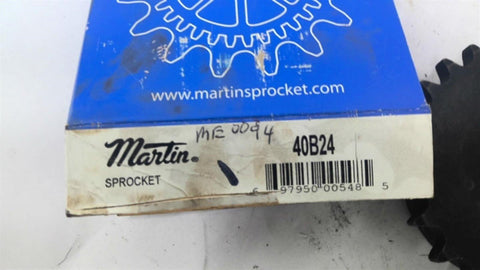 www.martinsprocket.com
ME 0094
Martin.
40B24
SPROCKET
97950 00548 5